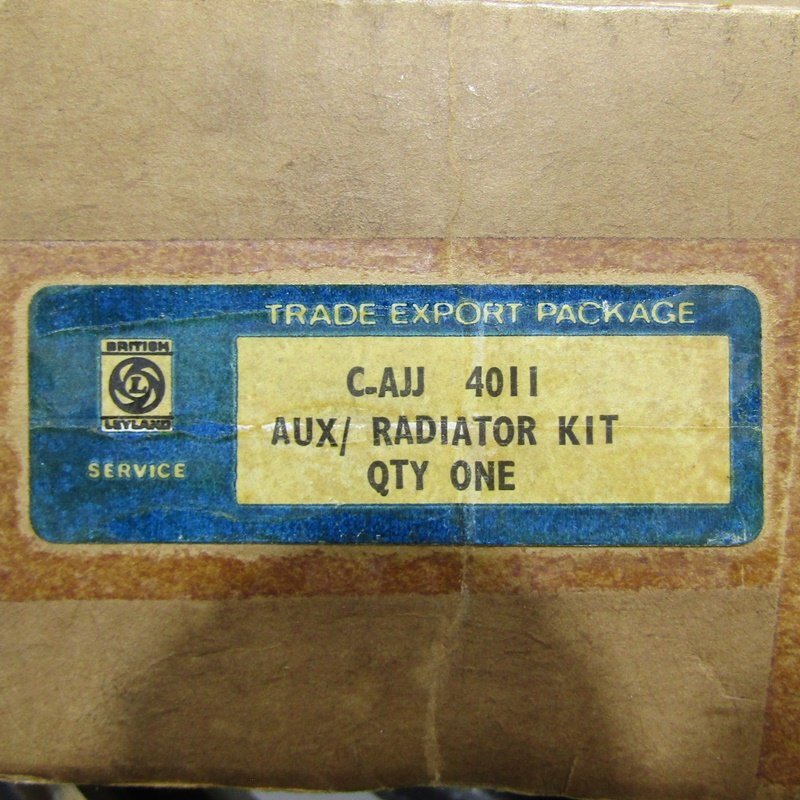 TRADE EXPORT PACKAGE
BRITISH
L
LEYLAND
SERVICE
C-AJJ 4011
AUX/ RADIATOR KIT
QTY ONE